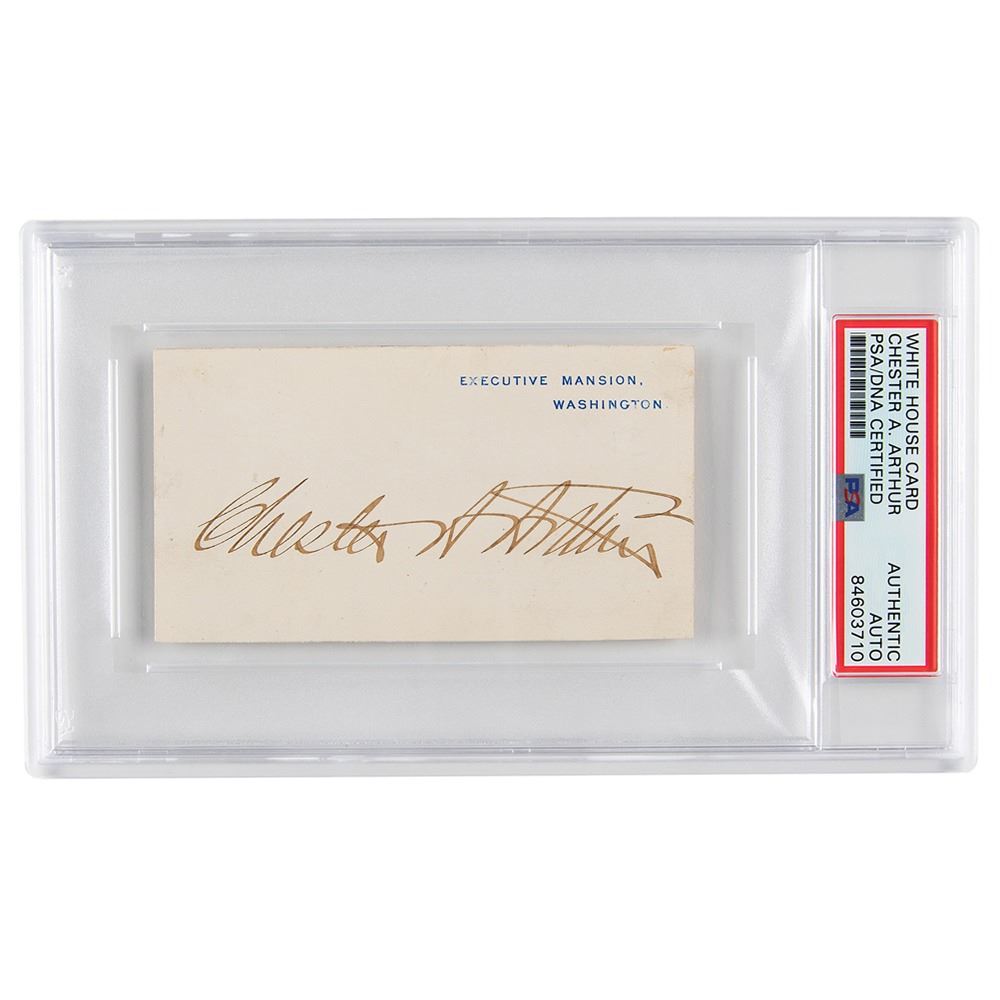 EXECUTIVE MANSION,
WASHINGTON.
Chester A Arthur
WHITE HOUSE CARD
CHESTER A. ARTHUR
PSA/DNA CERTIFIED
PSA
AUTHENTIC
AUTO
84603710